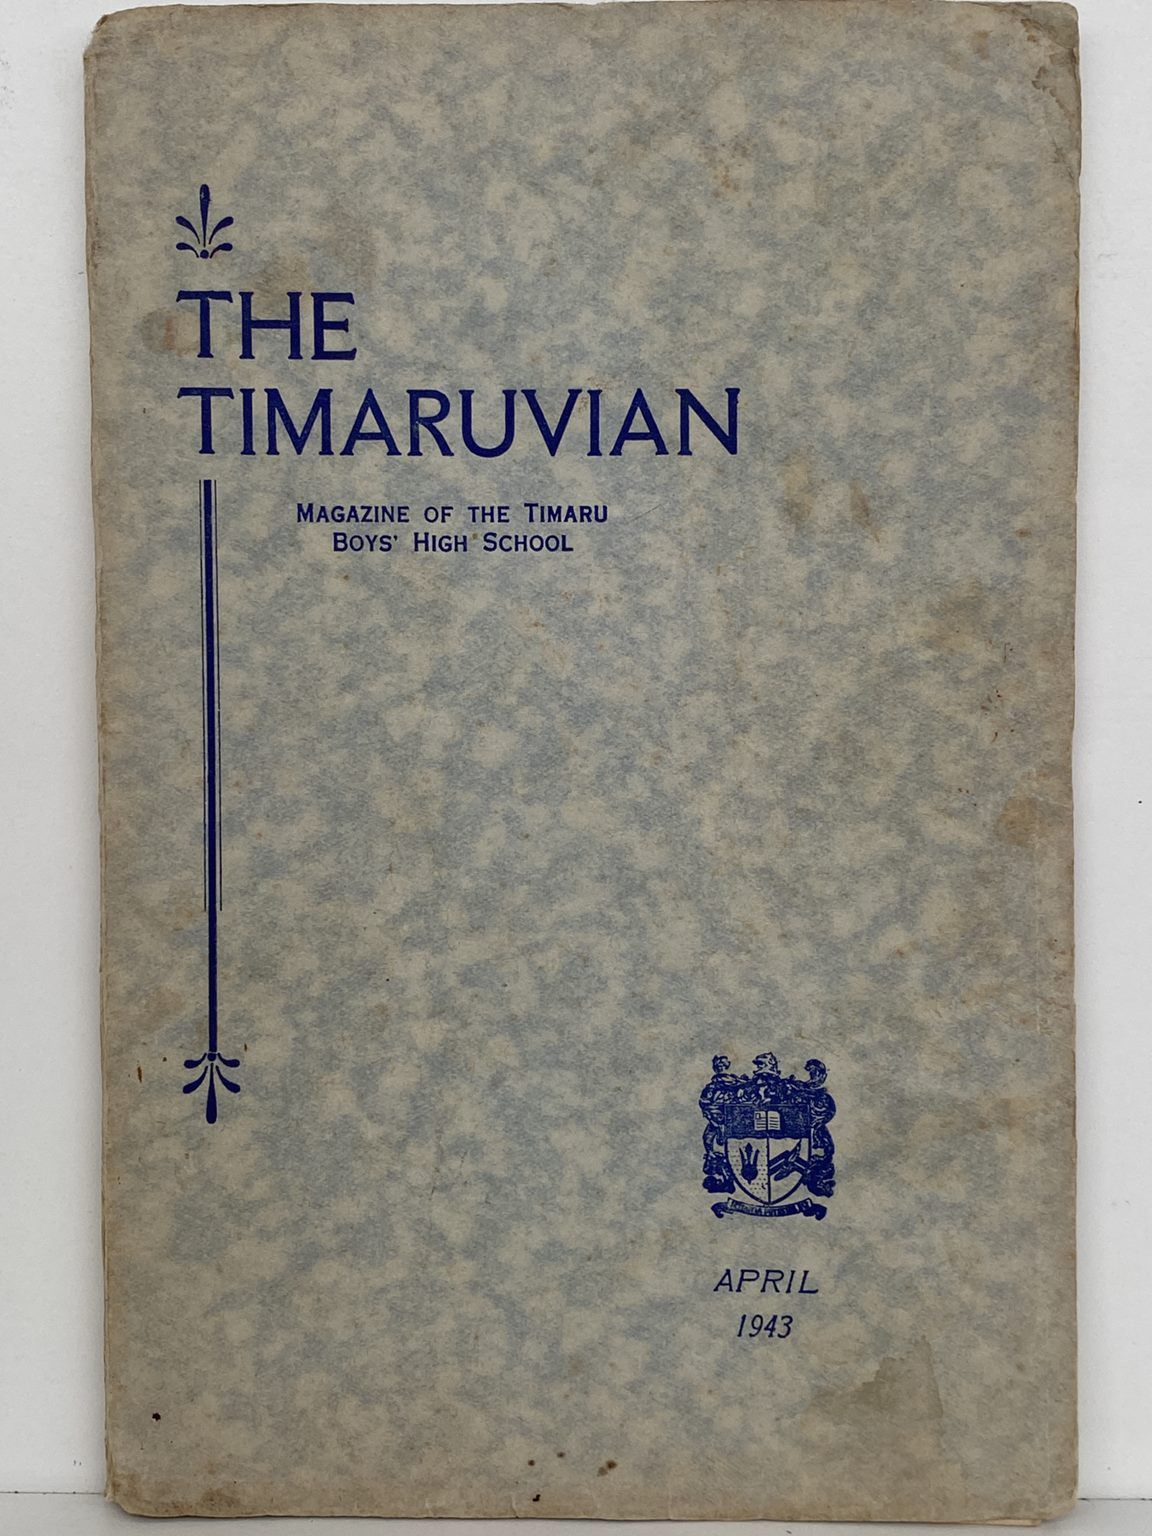 THE
TIMARUVIAN
MAGAZINE OF THE TIMARU
BOYS' HIGH SCHOOL
APRIL
1943